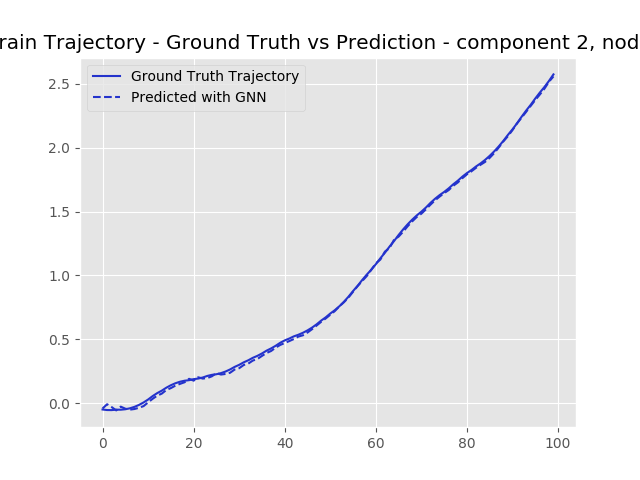 rain Trajectory - Ground Truth vs Prediction - component 2, nod
Ground Truth Trajectory
Predicted with GNN
2.5
2.0
1.5
1.0
0.5
0.0
0 20 40 60 80 100